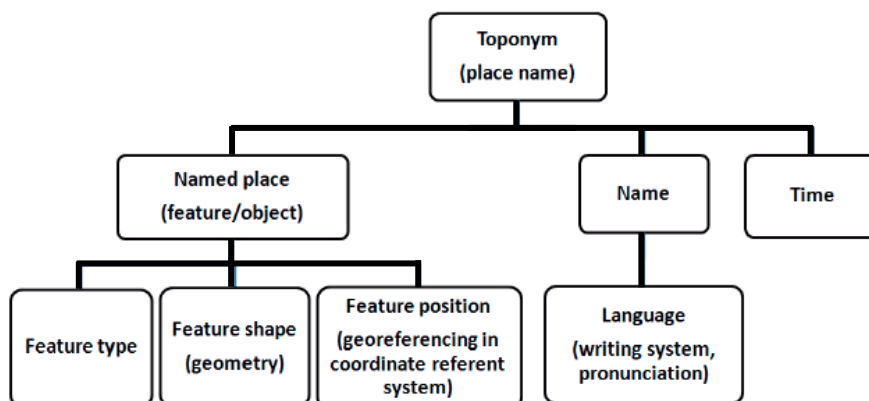 Toponym
(place name)
Named place
(feature/object)
Name
Time
Feature type
Feature shape
(geometry)
Feature position
(georeferencing in
coordinate referent
system)
Language
(writing system,
pronunciation)